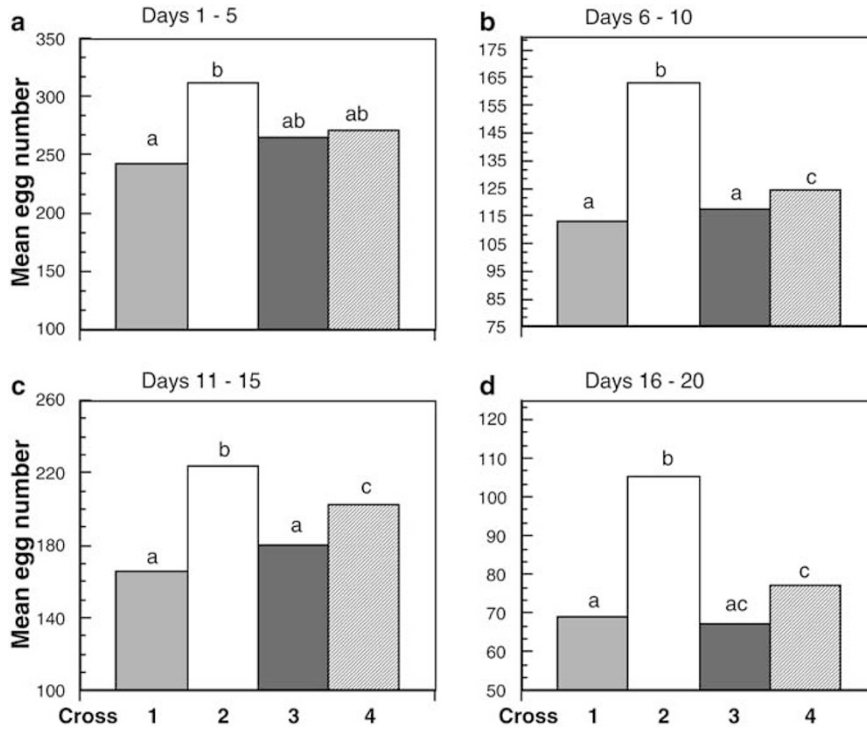 a
Days 1 - 5
Mean egg number
350
300
250
200
150
100
a
b
ab
ab
b
Days 6 - 10
175
165
155
145
135
125
115
105
95
85
75
a
b
a
c
c
Days 11 - 15
Mean egg number
260
220
180
140
100
a
b
a
c
Cross 1 2 3 4
d
Days 16 - 20
120
110
100
90
80
70
60
50
a
b
ac
c
Cross 1 2 3 4